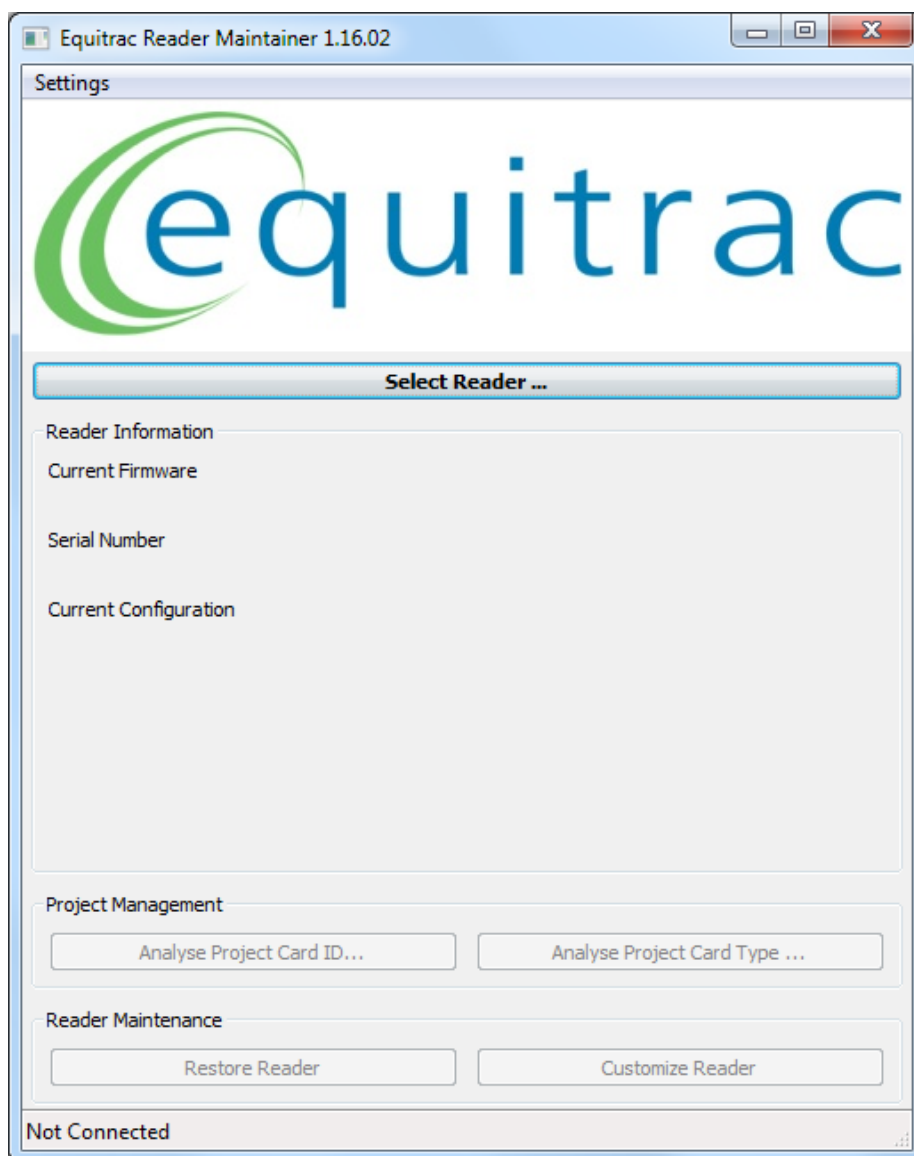 Equitrac Reader Maintainer 1.16.02
Settings
equitrac
Select Reader ...
Reader Information
Current Firmware
Serial Number
Current Configuration
Project Management
Analyse Project Card ID...
Analyse Project Card Type ...
Reader Maintenance
Restore Reader
Customize Reader
Not Connected